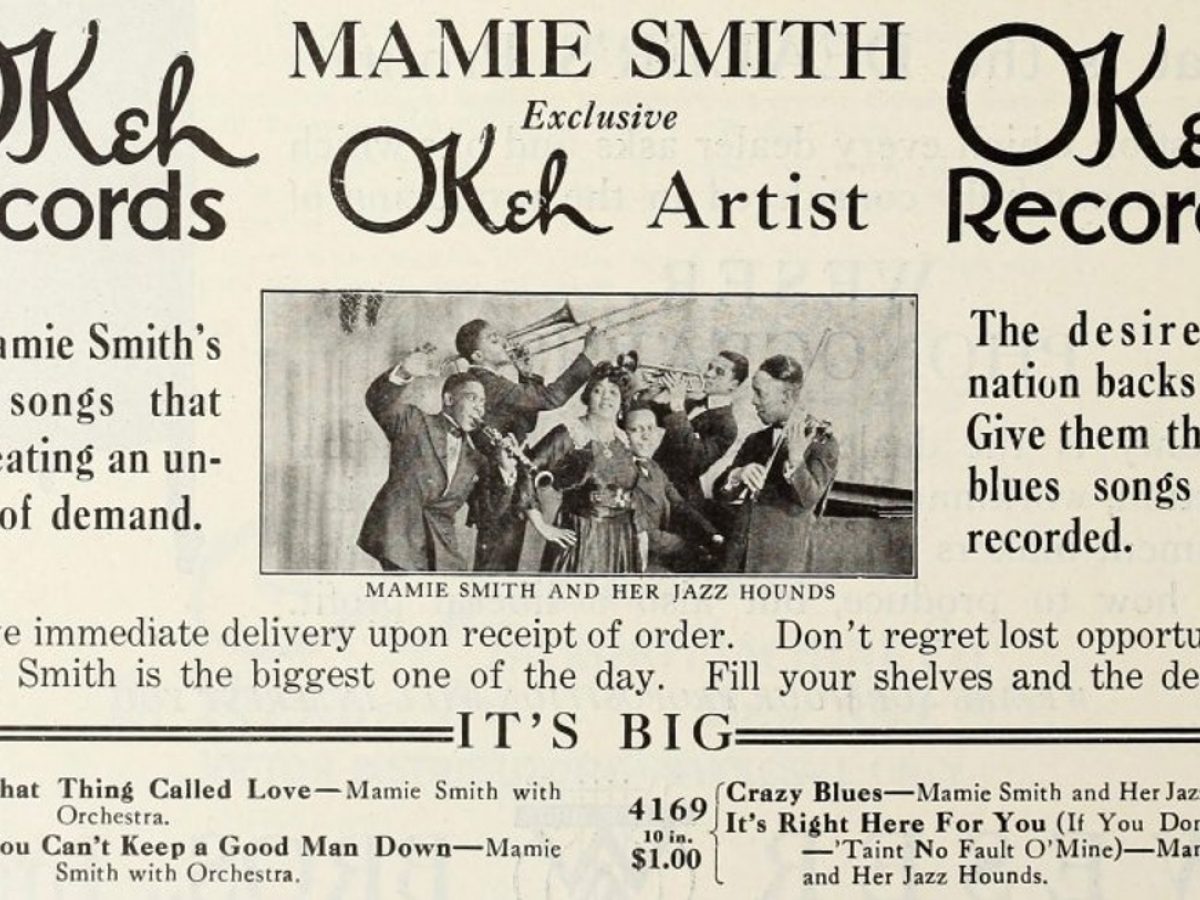 OKeh
cords
MAMIE SMITH
Exclusive
OKeh Artist
OKe
Recor
amie Smith's
songs that
eating an un-
of demand.
MAMIE SMITH AND HER JAZZ HOUNDS
The desire
nation backs
Give them th
blues songs
recorded.
e immediate delivery upon receipt of order. Don't regret lost opportu
Smith is the biggest one of the day. Fill your shelves and the de
IT'S BIG
hat Thing Called Love—Mamie Smith with
Orchestra.
ou Can't Keep a Good Man Down—Mamie
Smith with Orchestra.
4169
10 in.
$1.00
Crazy Blues—Mamie Smith and Her Jaz
It's Right Here For You (If You Don
—'Taint No Fault O'Mine)—Mam
and Her Jazz Hounds.